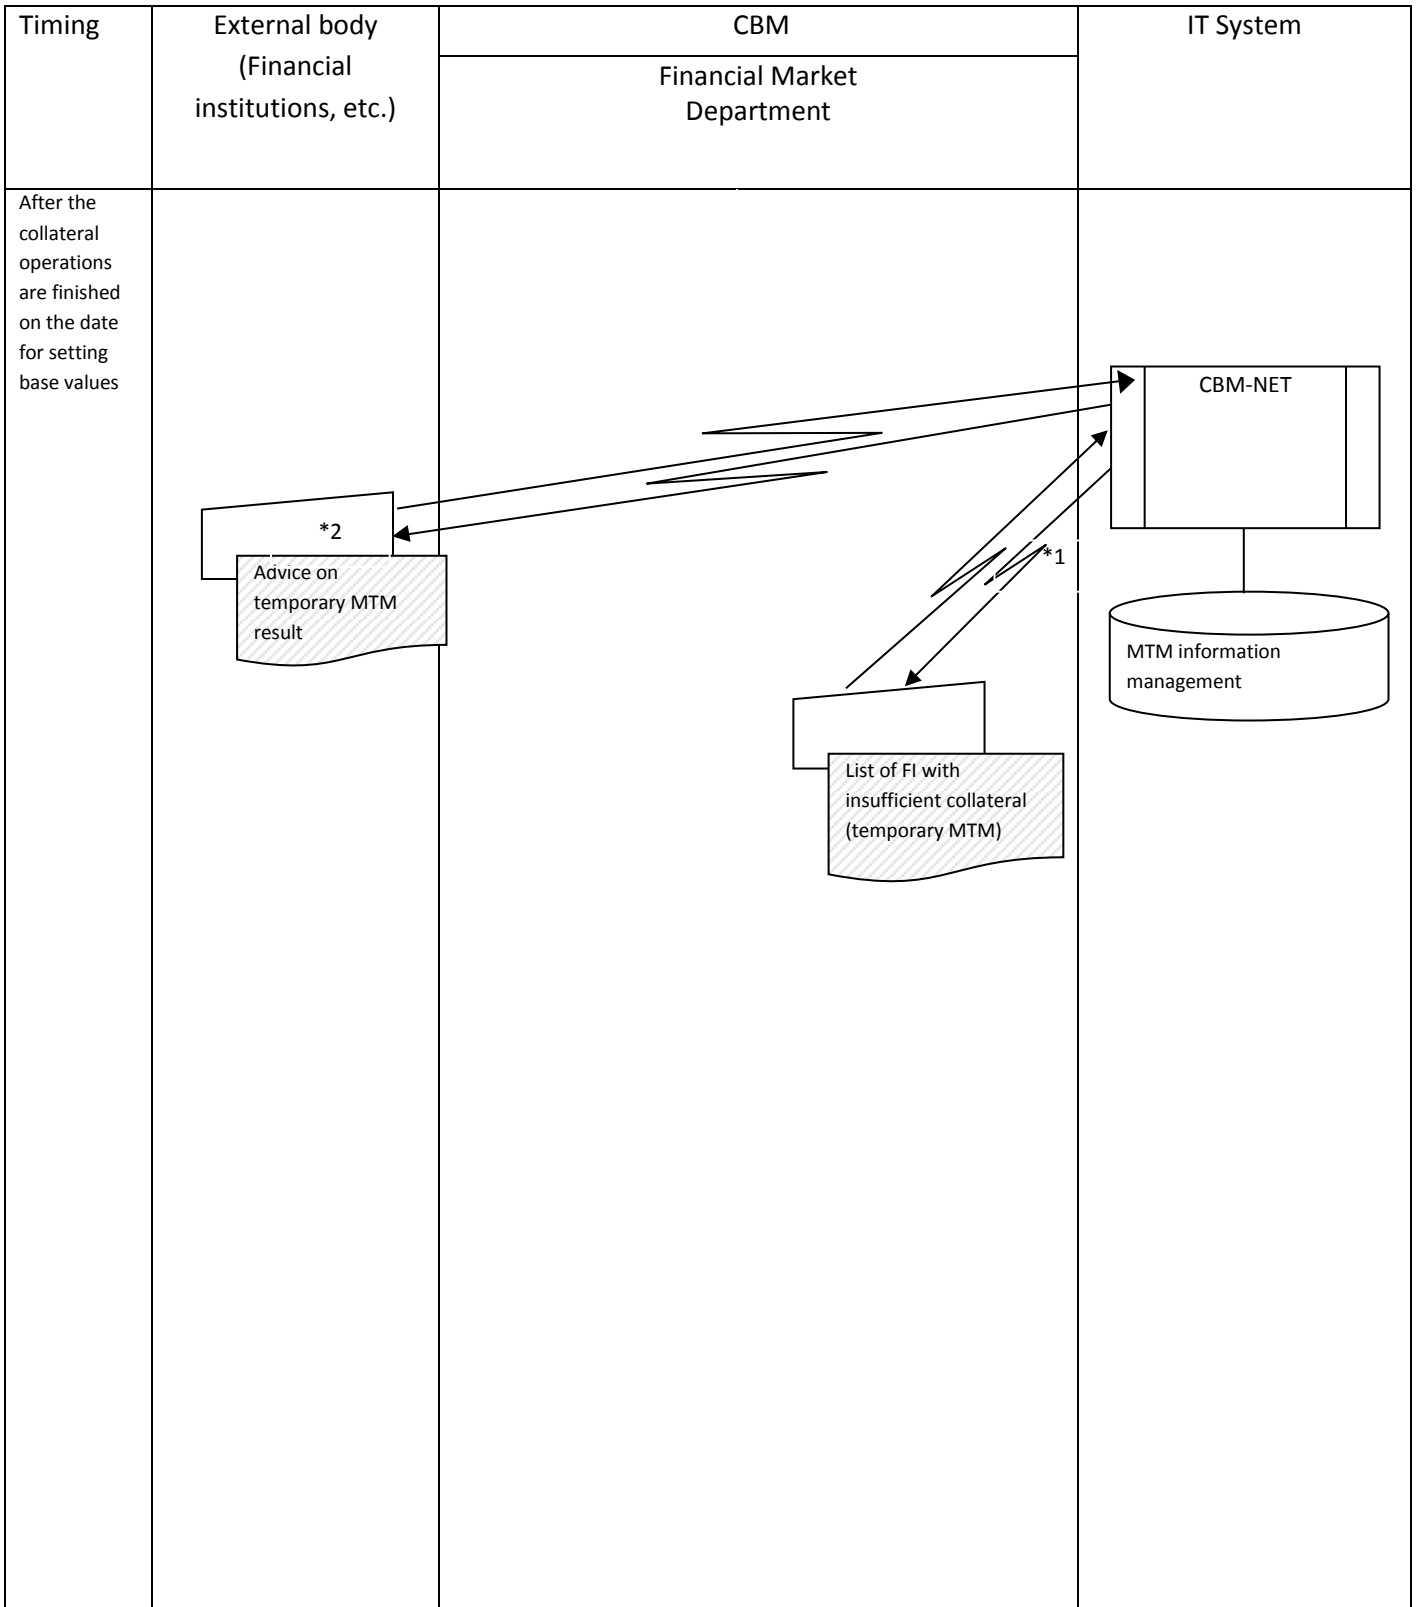 Timing
External body
(Financial
institutions, etc.)
CBM
Financial Market
Department
IT System
After the
collateral
operations
are finished
on the date
for setting
base values
CBM-NET
*2
Advice on
temporary MTM
result
*1
MTM information
management
List of FI with
insufficient collateral
(temporary MTM)